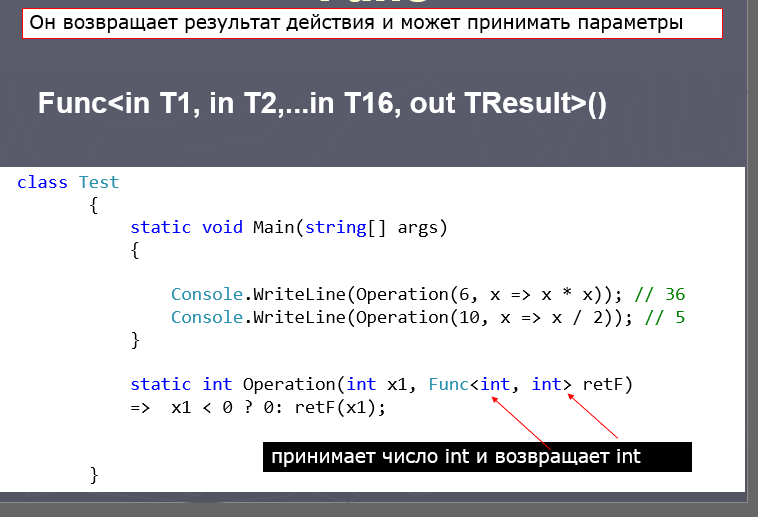 Он возвращает результат действия и может принимать параметры
Func<in T1, in T2,...in T16, out TResult>()
class Test
{
static void Main(string[] args)
{
Console.WriteLine(Operation(6, x => x * x)); // 36
Console.WriteLine(Operation(10, x => x / 2)); // 5
}
static int Operation(int x1, Func<int, int> retF)
=> x1 < 0 ? 0: retF(x1);
принимает число int и возвращает int
}